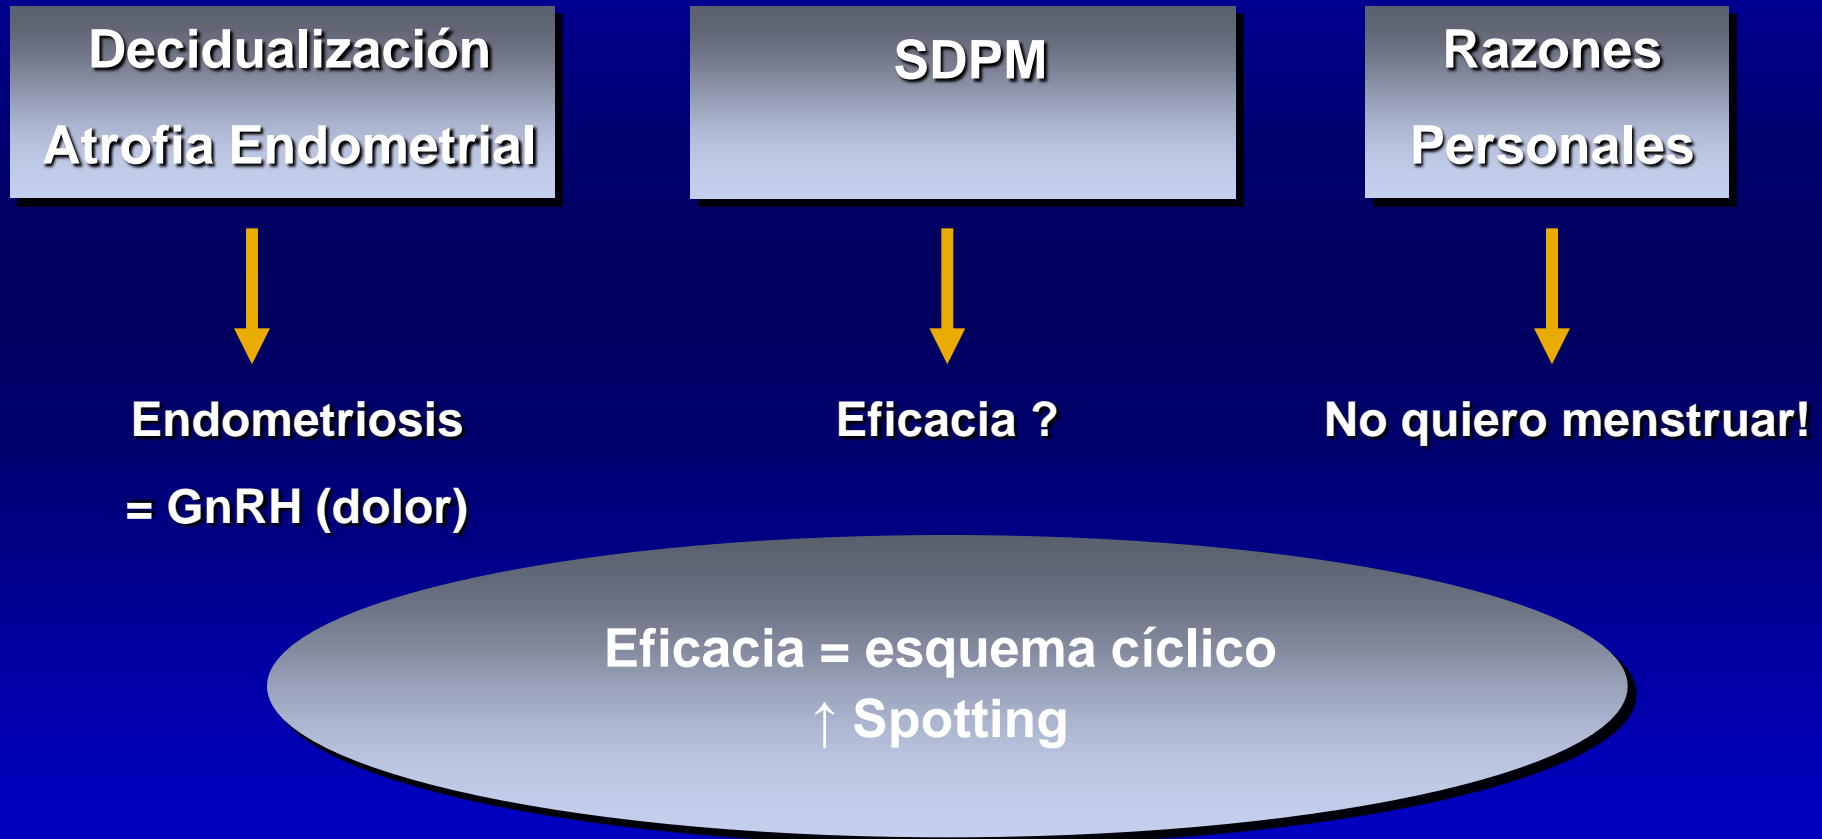 Decidualización
Atrofia Endometrial
SDPM
Razones
Personales
Endometriosis
= GnRH (dolor)
Eficacia ?
No quiero menstruar!
Eficacia = esquema cíclico
↑ Spotting